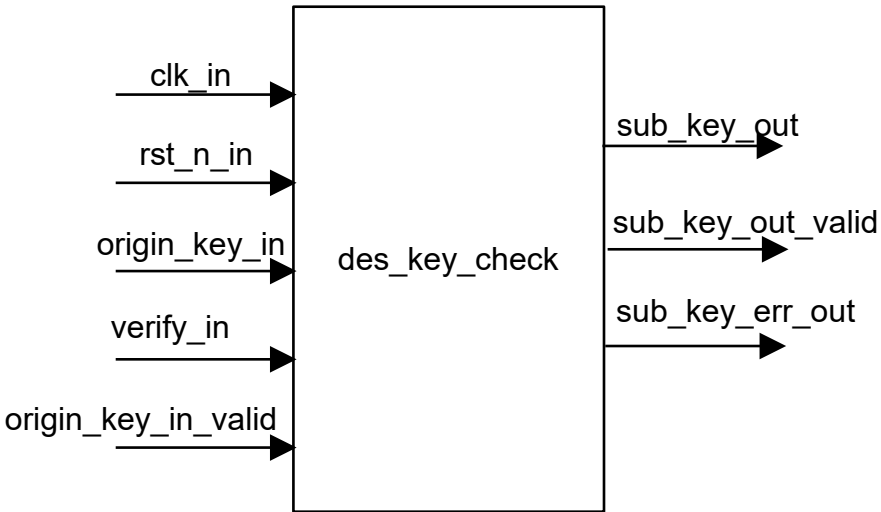 clk_in
rst_n_in
origin_key_in
verify_in
origin_key_in_valid
des_key_check
sub_key_out
sub_key_out_valid
sub_key_err_out